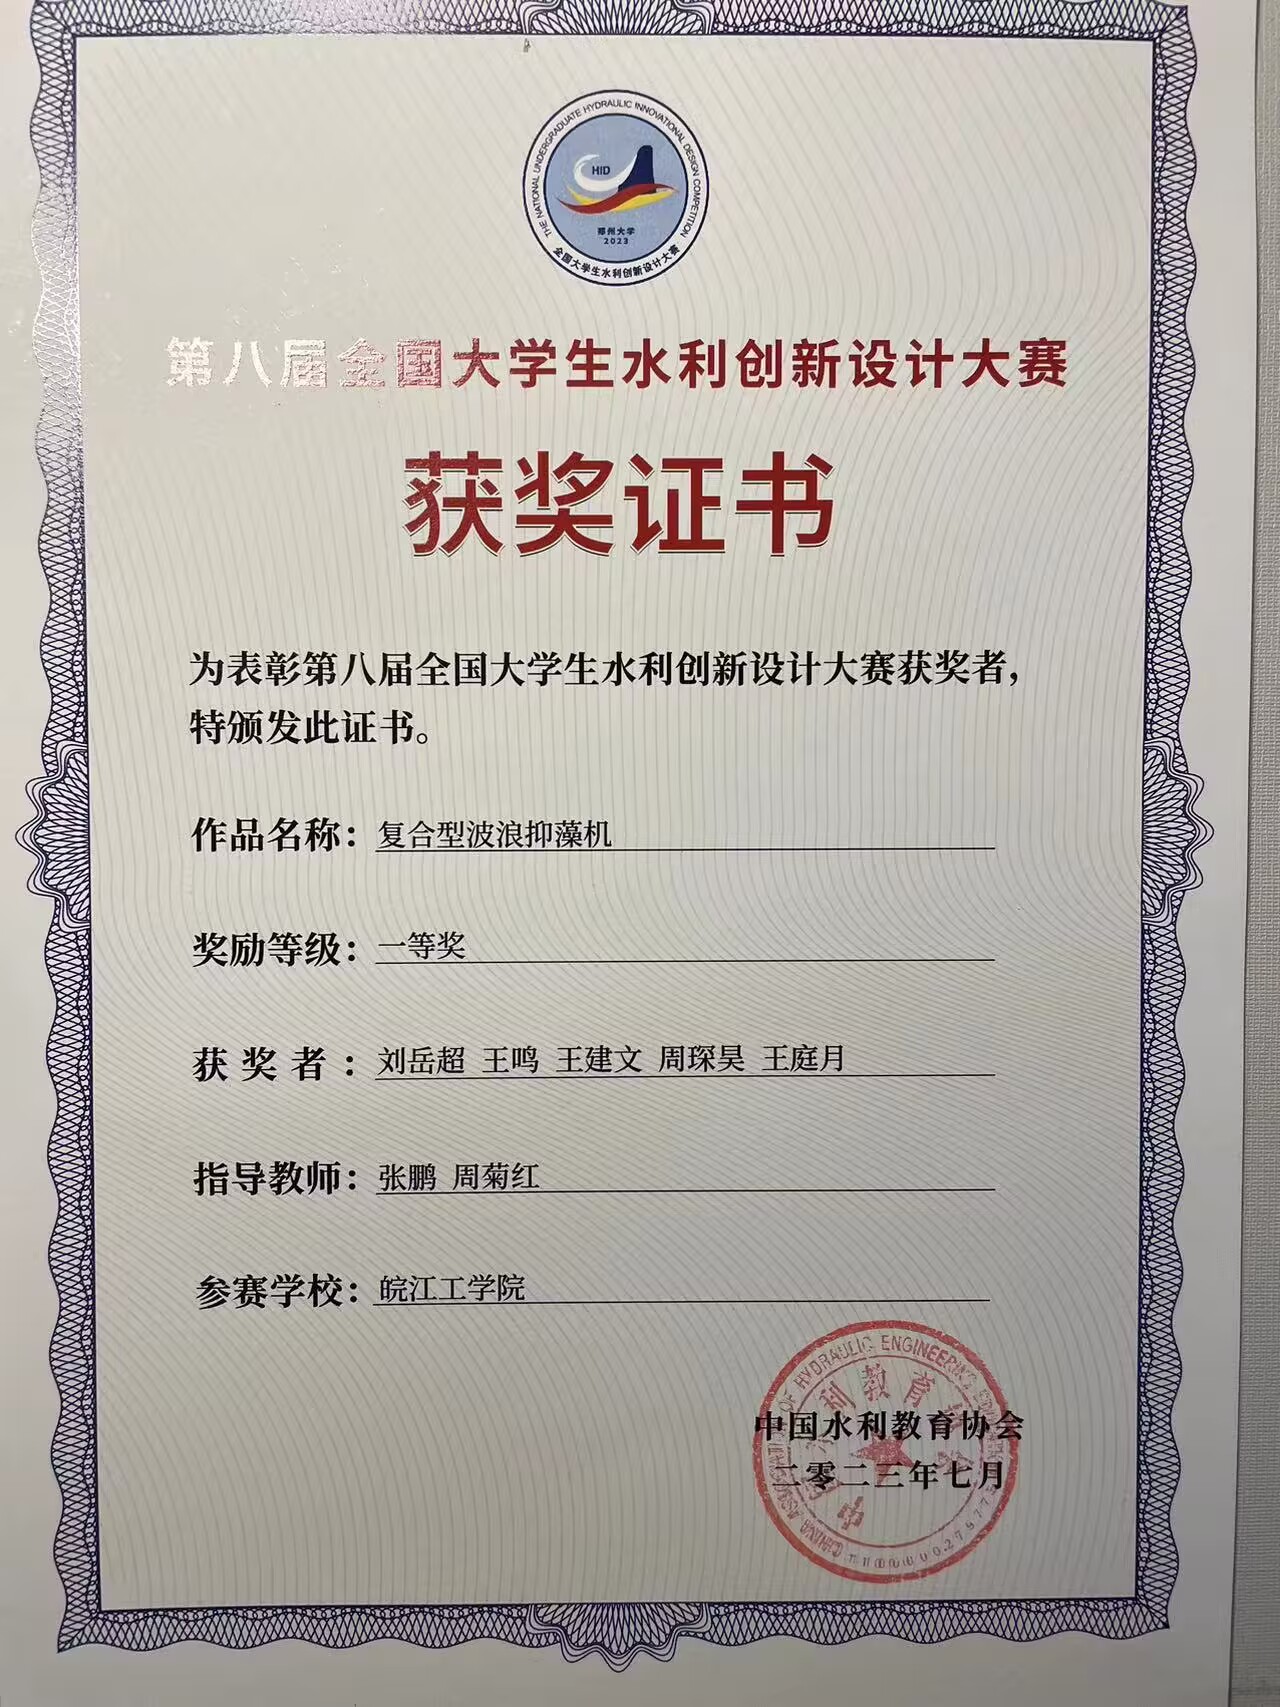 THE NATIONAL UNDERGRADUATE HYDRAULIC INNOVATIONAL DESIGN COMPETITION
HID
郑州大学
2023
全国大学生水利创新设计大赛
第八届全国大学生水利创新设计大赛
获奖证书
为表彰第八届全国大学生水利创新设计大赛获奖者，
特颁发此证书。
作品名称：复合型波浪抑藻机
奖励等级：一等奖
获奖者：刘岳超 王鸣 王建文 周琛昊 王庭月
指导教师：张鹏 周菊红
参赛学校：皖江工学院
中国水利教育协会
二零二三年七月
OF HYDRAULIC ENGINEERING
利教育